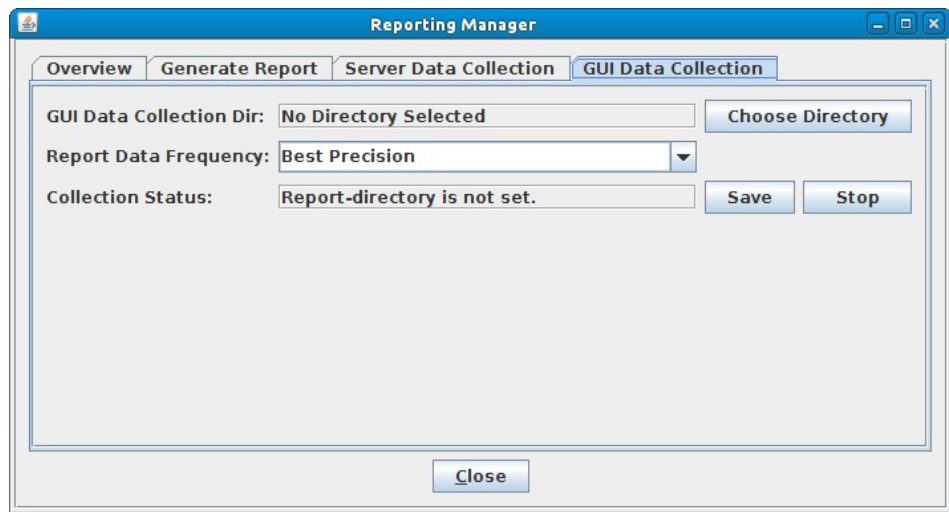 Reporting Manager
Overview Generate Report Server Data Collection GUI Data Collection
GUI Data Collection Dir: No Directory Selected Choose Directory
Report Data Frequency: Best Precision
Collection Status: Report-directory is not set. Save Stop
Close